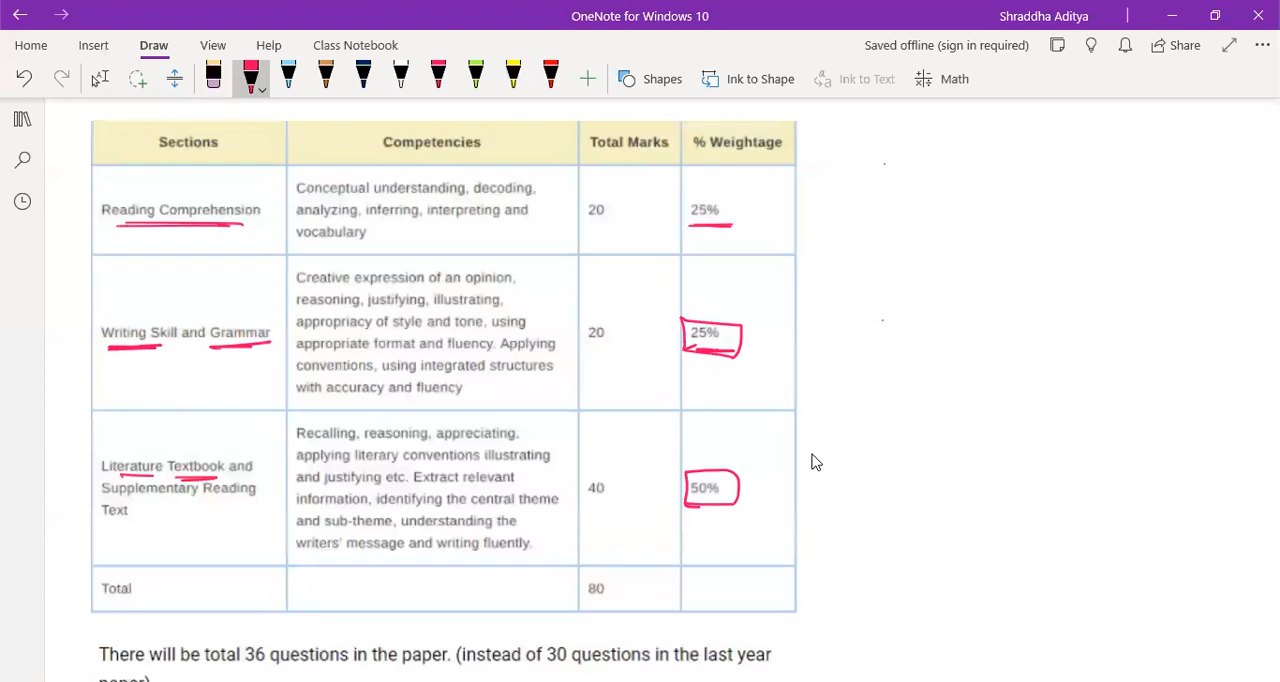 OneNote for Windows 10
Shraddha Aditya
Home Insert Draw View Help Class Notebook
Saved offline (sign in required)
Share
Shapes
Ink to Shape
Ink to Text
Math
Sections Competencies Total Marks % Weightage
Reading Comprehension
Conceptual understanding, decoding,
analyzing, inferring, interpreting and
vocabulary
20
25%
Writing Skill and Grammar
Creative expression of an opinion,
reasoning, justifying, illustrating,
appropriacy of style and tone, using
appropriate format and fluency. Applying
conventions, using integrated structures
with accuracy and fluency
20
25%
Literature Textbook and
Supplementary Reading
Text
Recalling, reasoning, appreciating,
applying literary conventions illustrating
and justifying etc. Extract relevant
information, identifying the central theme
and sub-theme, understanding the
writers' message and writing fluently.
40
50%
Total
80
There will be total 36 questions in the paper. (instead of 30 questions in the last year
paper)